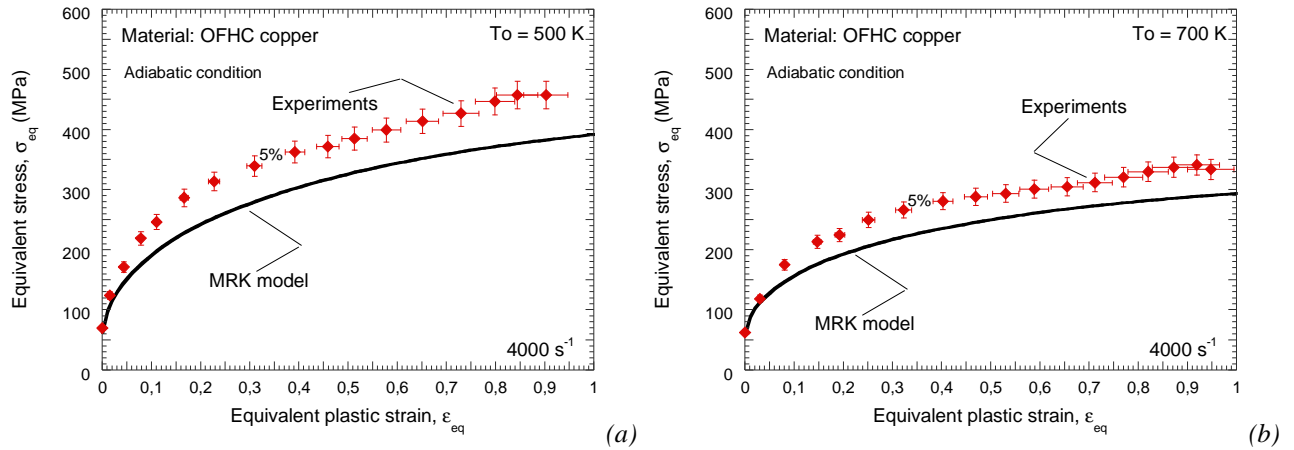 600
500
400
300
200
100
0
Equivalent stress, σeq (MPa)
Material: OFHC copper
To = 500 K
Adiabatic condition
Experiments
5%
MRK model
4000 s-1
0 0,1 0,2 0,3 0,4 0,5 0,6 0,7 0,8 0,9 1
Equivalent plastic strain, εeq
(a)
600
500
400
300
200
100
0
Equivalent stress, σeq (MPa)
Material: OFHC copper
To = 700 K
Adiabatic condition
Experiments
5%
MRK model
4000 s-1
0 0,1 0,2 0,3 0,4 0,5 0,6 0,7 0,8 0,9 1
Equivalent plastic strain, εeq
(b)